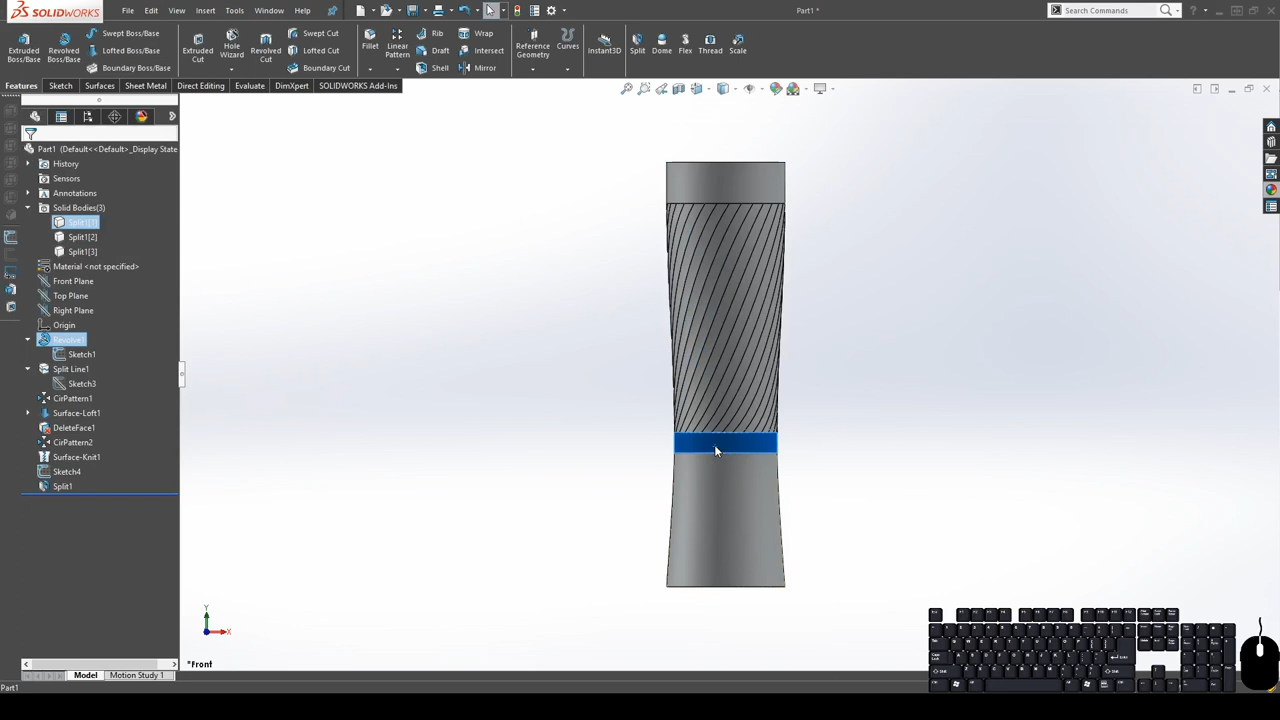 SOLIDWORKS File Edit View Insert Tools Window Part1 * Search Commands
Extruded Boss/Base Revolved Boss/Base Swept Boss/Base Lofted Boss/Base Boundary Boss/Base Extruded Cut Hole Wizard Revolved Cut Swept Cut Lofted Cut Boundary Cut Fillet Linear Pattern Rib Draft Shell Wrap Intersect Mirror Reference Geometry Curves Instant3D Split Dome Flex Thread Scale
Features Sketch Surfaces Sheet Metal Direct Editing Evaluate DimXpert SOLIDWORKS Add-Ins
Part1 (Default<<Default>_Display State
History
Sensors
Annotations
Solid Bodies(3)
Split1[1]
Split1[2]
Split1[3]
Material <not specified>
Front Plane
Top Plane
Right Plane
Origin
Revolve1
Sketch1
Split Line1
Sketch3
CirPattern1
Surface-Loft1
DeleteFace1
CirPattern2
Surface-Knit1
Sketch4
Split1
Y
X
*Front
Model Motion Study 1
Part1